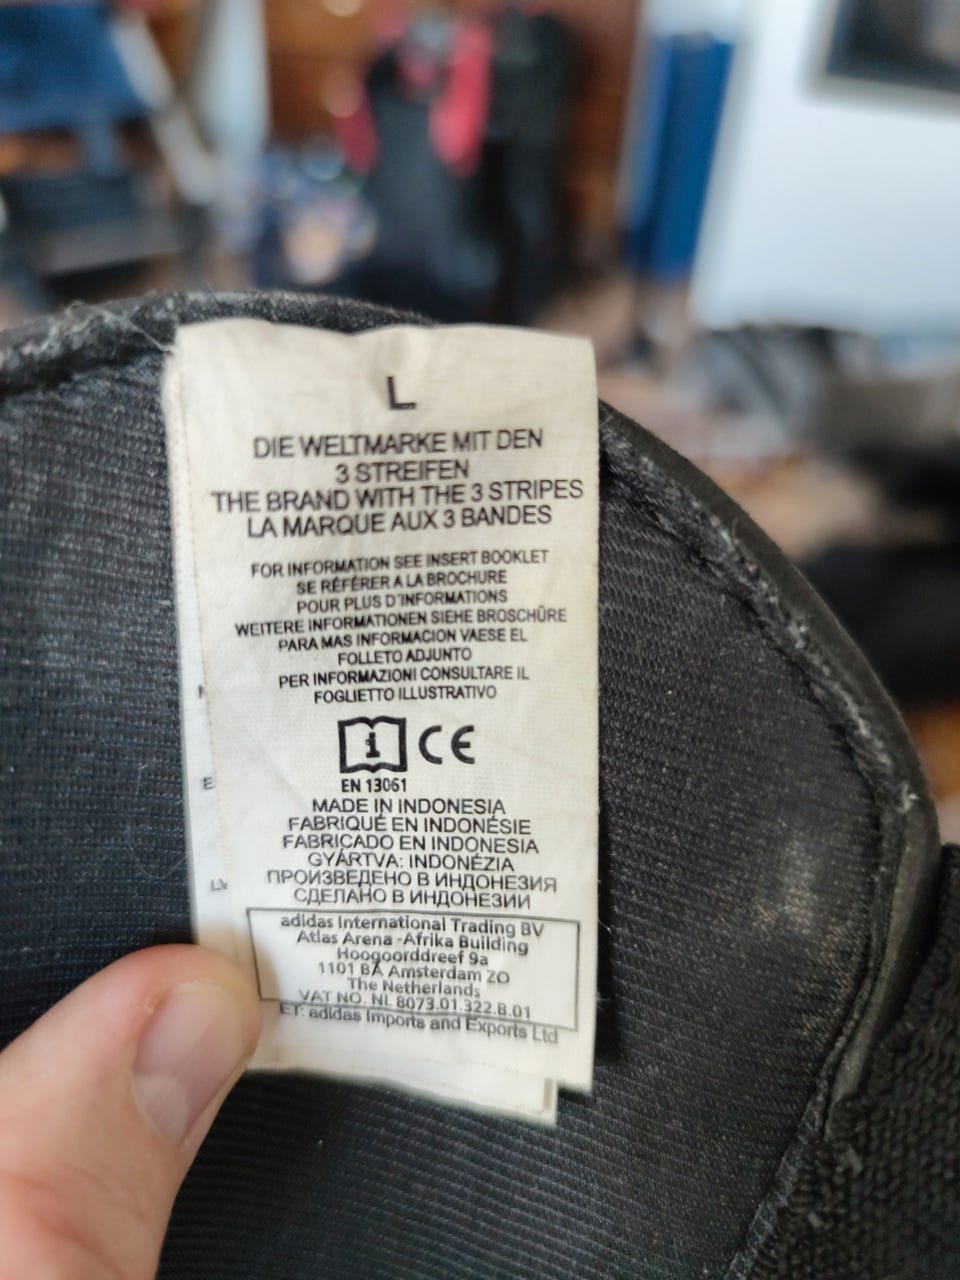 L
DIE WELTMARKE MIT DEN
3 STREIFEN
THE BRAND WITH THE 3 STRIPES
LA MARQUE AUX 3 BANDES
FOR INFORMATION SEE INSERT BOOKLET
SE RÉFÉRER A LA BROCHURE
POUR PLUS D'INFORMATIONS
WEITERE INFORMATIONEN SIEHE BROSCHÜRE
PARA MAS INFORMACION VAESE EL
FOLLETO ADJUNTO
PER INFORMAZIONI CONSULTARE IL
FOGLIETTO ILLUSTRATIVO
i CE
EN 13061
MADE IN INDONESIA
FABRIQUÉ EN INDONÉSIE
FABRICADO EN INDONESIA
GYÁRTVA: INDONÉZIA
ПРОИЗВЕДЕНО В ИНДОНЕЗИЯ
СДЕЛАНО В ИНДОНЕЗИИ
adidas International Trading BV
Atlas Arena -Afrika Building
Hoogoorddreef 9a
1101 BA Amsterdam ZO
The Netherlands
VAT NO. NL 8073.01.322.B.01
ET: adidas Imports and Exports Ltd